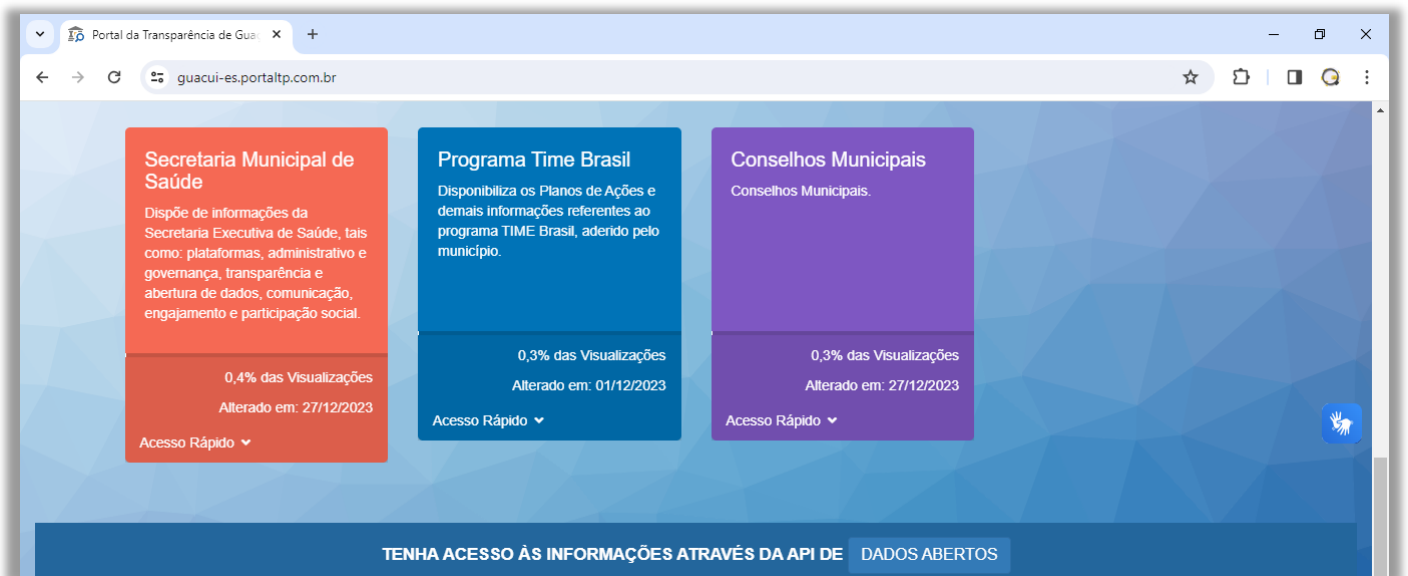 Portal da Transparência de Gua
guacui-es.portaltp.com.br
Secretaria Municipal de
Saúde
Dispõe de informações da
Secretaria Executiva de Saúde, tais
como: plataformas, administrativo e
governança, transparência e
abertura de dados, comunicação,
engajamento e participação social.
0,4% das Visualizações
Alterado em: 27/12/2023
Acesso Rápido
Programa Time Brasil
Disponibiliza os Planos de Ações e
demais informações referentes ao
programa TIME Brasil, aderido pelo
município.
0,3% das Visualizações
Alterado em: 01/12/2023
Acesso Rápido
Conselhos Municipais
Conselhos Municipais.
0,3% das Visualizações
Alterado em: 27/12/2023
Acesso Rápido
TENHA ACESSO ÀS INFORMAÇÕES ATRAVÉS DA API DE DADOS ABERTOS